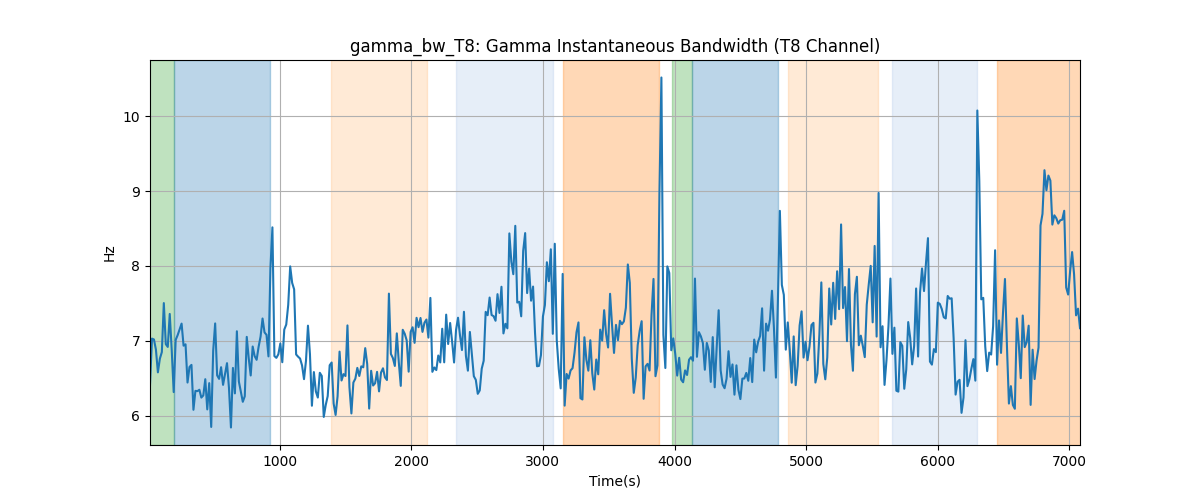 gamma_bw_T8: Gamma Instantaneous Bandwidth (T8 Channel)
10
9
8
7
6
Hz
1000 2000 3000 4000 5000 6000 7000
Time(s)